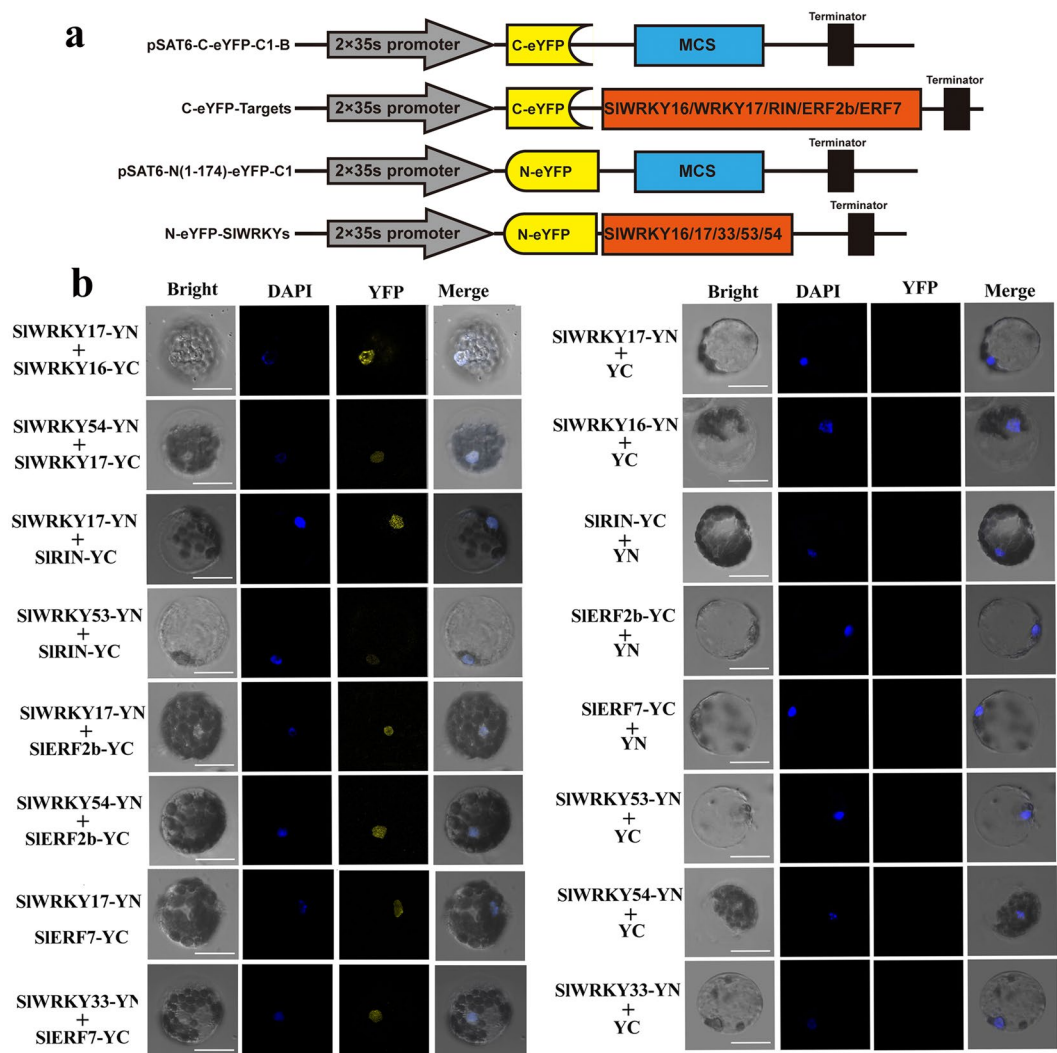 a
pSAT6-C-eYFP-C1-B 2×35s promoter C-eYFP MCS Terminator
C-eYFP-Targets 2×35s promoter C-eYFP SlWRKY16/WRKY17/RIN/ERF2b/ERF7 Terminator
pSAT6-N(1-174)-eYFP-C1 2×35s promoter N-eYFP MCS Terminator
N-eYFP-SlWRKYs 2×35s promoter N-eYFP SlWRKY16/17/33/53/54 Terminator
b
Bright DAPI YFP Merge
SlWRKY17-YN
+
SlWRKY16-YC
SlWRKY54-YN
+
SlWRKY17-YC
SlWRKY17-YN
+
SlRIN-YC
SlWRKY53-YN
+
SlRIN-YC
SlWRKY17-YN
+
SlERF2b-YC
SlWRKY54-YN
+
SlERF2b-YC
SlWRKY17-YN
SlERF7-YC
SlWRKY33-YN
+
SlERF7-YC
Bright DAPI YFP Merge
SlWRKY17-YN
+
YC
SlWRKY16-YN
+
YC
SlRIN-YC
+
YN
SlERF2b-YC
+
YN
SlERF7-YC
+
YN
SlWRKY53-YN
+
YC
SlWRKY54-YN
+
YC
SlWRKY33-YN
+
YC